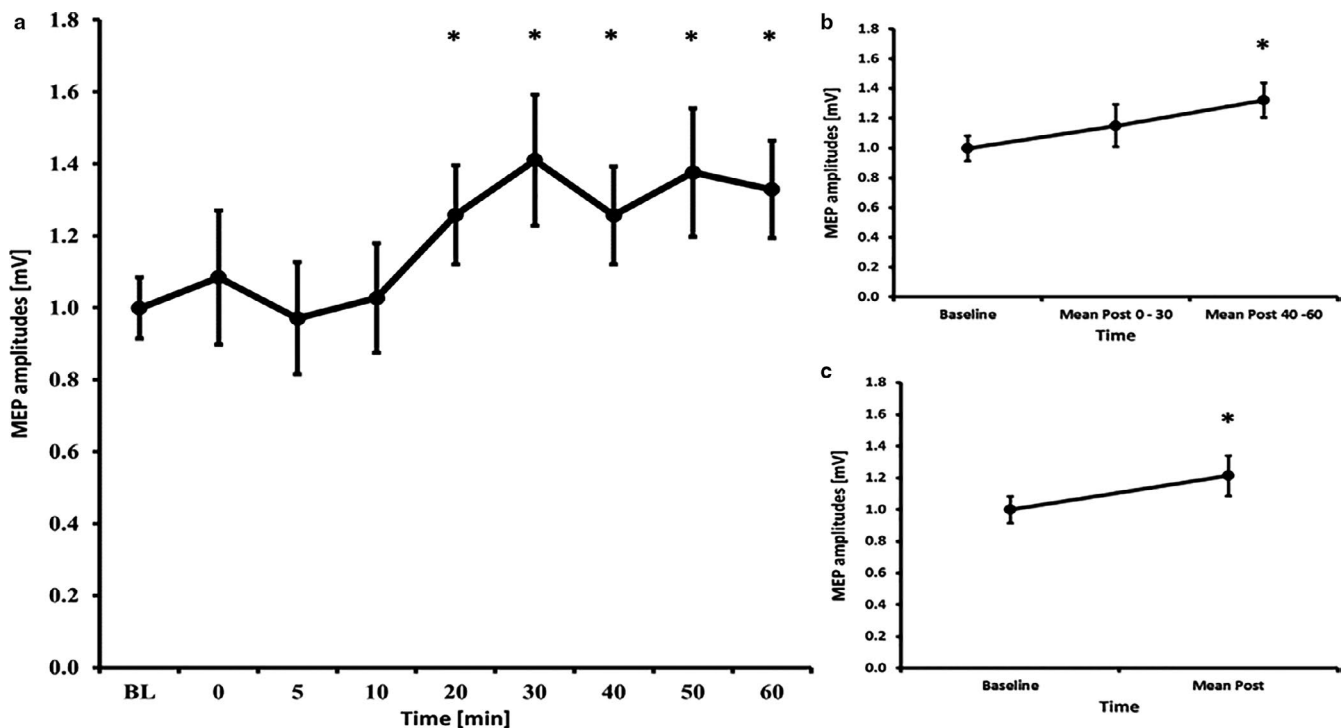 a
MEP amplitudes [mV]
1.8
1.6
1.4
1.2
1.0
0.8
0.6
0.4
0.2
0.0
* * * * *
BL 0 5 10 20 30 40 50 60
Time [min]
b
MEP amplitudes [mV]
1.8
1.6
1.4
1.2
1.0
0.8
0.6
0.4
0.2
0.0
*
Baseline Mean Post 0 - 30 Mean Post 40 -60
Time
c
MEP amplitudes [mV]
1.8
1.6
1.4
1.2
1.0
0.8
0.6
0.4
0.2
0.0
*
Baseline Mean Post
Time